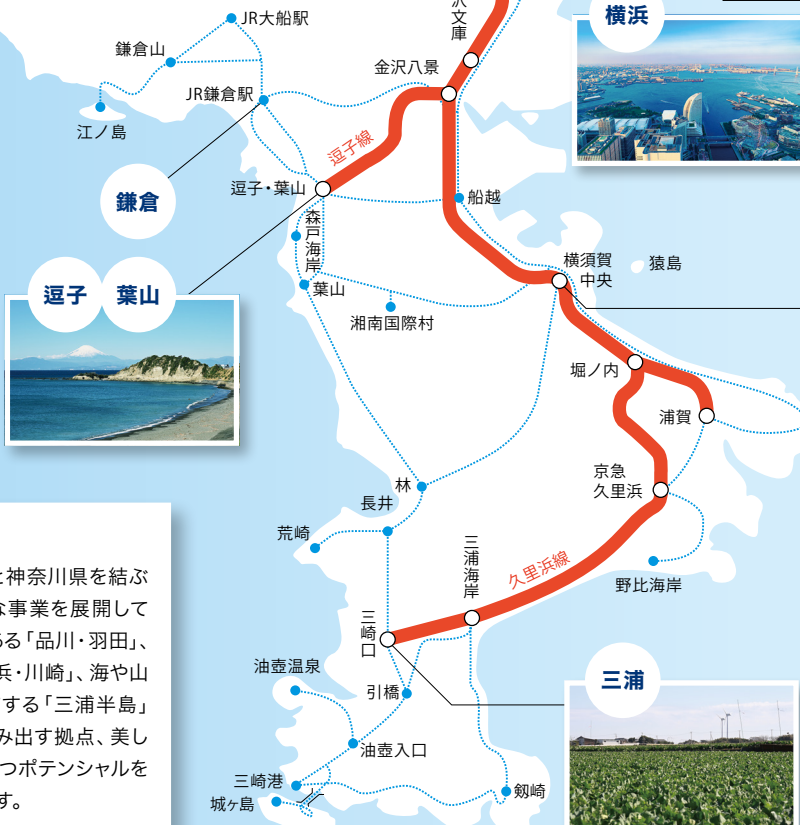 沢文庫
横浜
JR大船駅
鎌倉山
金沢八景
JR鎌倉駅
江ノ島
逗子線
逗子・葉山
鎌倉
船越
森戸海岸
横須賀
中央
猿島
葉山
逗子 葉山
湘南国際村
堀ノ内
浦賀
京急
久里浜
林
長井
荒崎
三浦海岸
久里浜線
野比海岸
三崎口
と神奈川県を結ぶ
な事業を展開して
ある「品川・羽田」、
浜・川崎」、海や山
する「三浦半島」
み出す拠点、美し
つポテンシャルを
す。
油壺温泉
引橋
三浦
油壺入口
三崎港
城ヶ島
剱崎